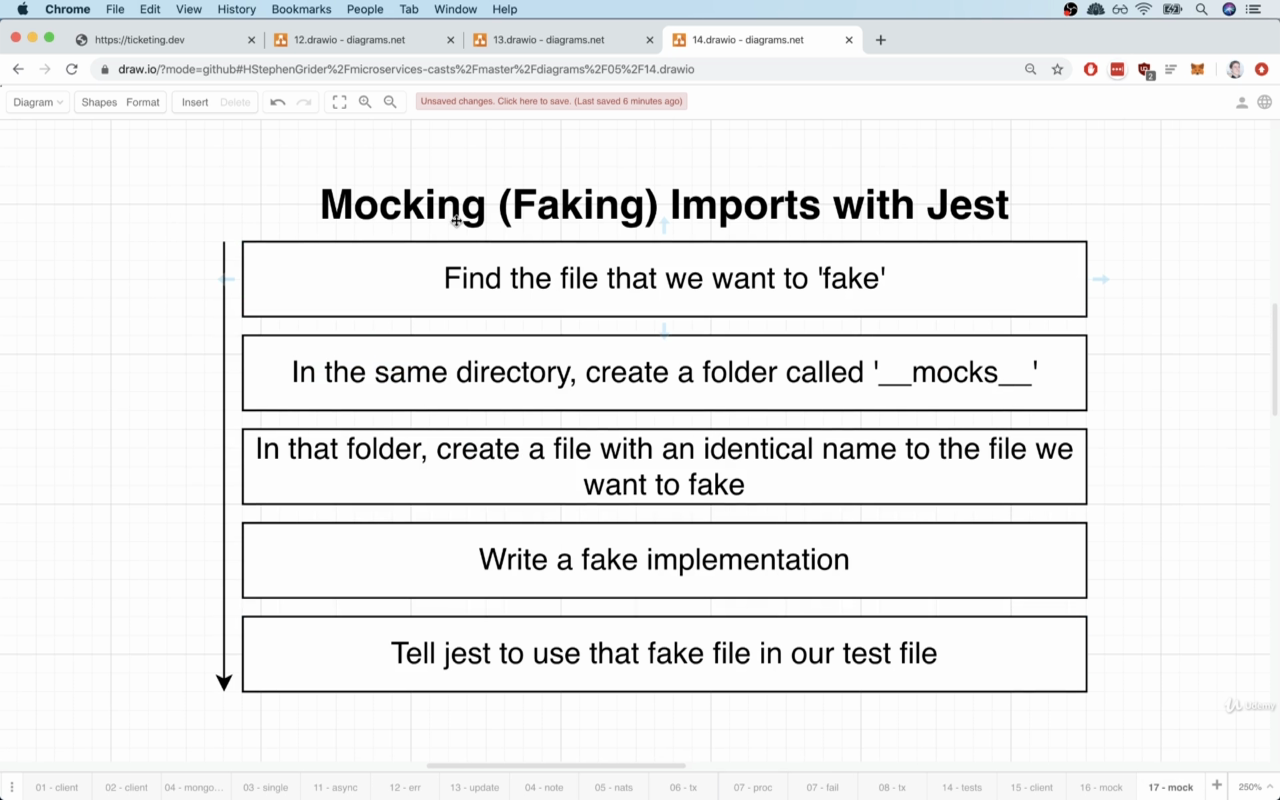 Chrome File Edit View History Bookmarks People Tab Window Help
https://ticketing.dev
12.drawio - diagrams.net
13.drawio - diagrams.net
14.drawio - diagrams.net
draw.io/?mode=github#HStephenGrider%2Fmicroservices-casts%2Fmaster%2Fdiagrams%2F05%2F14.drawio
2
Diagram Shapes Format Insert Delete Unsaved changes. Click here to save. (Last saved 6 minutes ago)
Mocking (Faking) Imports with Jest
Find the file that we want to 'fake'
In the same directory, create a folder called '__mocks__'
In that folder, create a file with an identical name to the file we
want to fake
Write a fake implementation
Tell jest to use that fake file in our test file
Udemy
01 - client 02 - client 04 - mongo... 03 - single 11 - async 12 - err 13 - update 04 - note 05 - nats 06 - tx 07 - proc 07 - fail 08 - tx 14 - tests 15 - client 16 - mock 17 - mock 250%